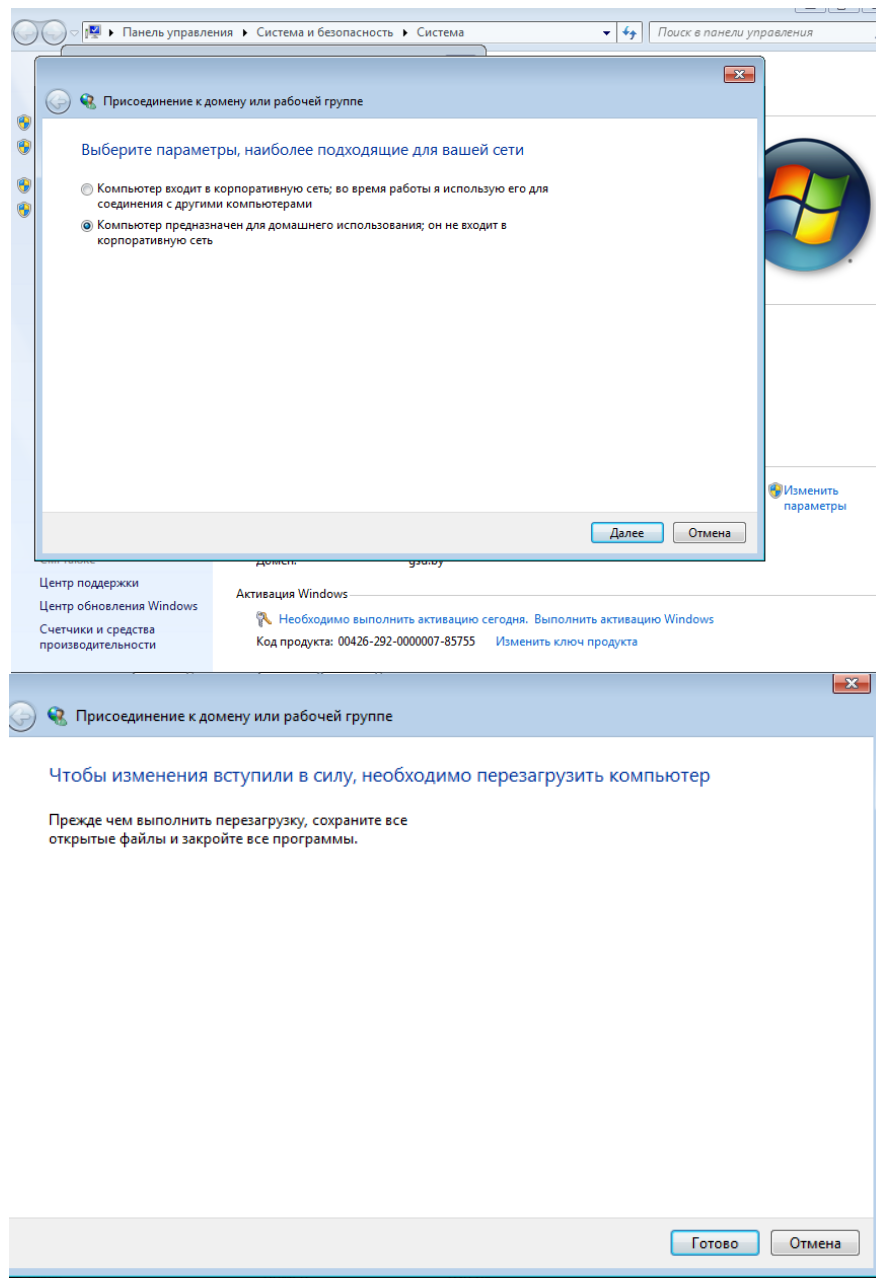 Панель управления ▸ Система и безопасность ▸ Система
Поиск в панели управления
Присоединение к домену или рабочей группе
Выберите параметры, наиболее подходящие для вашей сети
Компьютер входит в корпоративную сеть; во время работы я использую его для
соединения с другими компьютерами
Компьютер предназначен для домашнего использования; он не входит в
корпоративную сеть
Изменить
параметры
Далее
Отмена
Центр поддержки
Центр обновления Windows
Счетчики и средства
производительности
Активация Windows
Необходимо выполнить активацию сегодня. Выполнить активацию Windows
Код продукта: 00426-292-0000007-85755 Изменить ключ продукта
Присоединение к домену или рабочей группе
Чтобы изменения вступили в силу, необходимо перезагрузить компьютер
Прежде чем выполнить перезагрузку, сохраните все
открытые файлы и закройте все программы.
Готово
Отмена